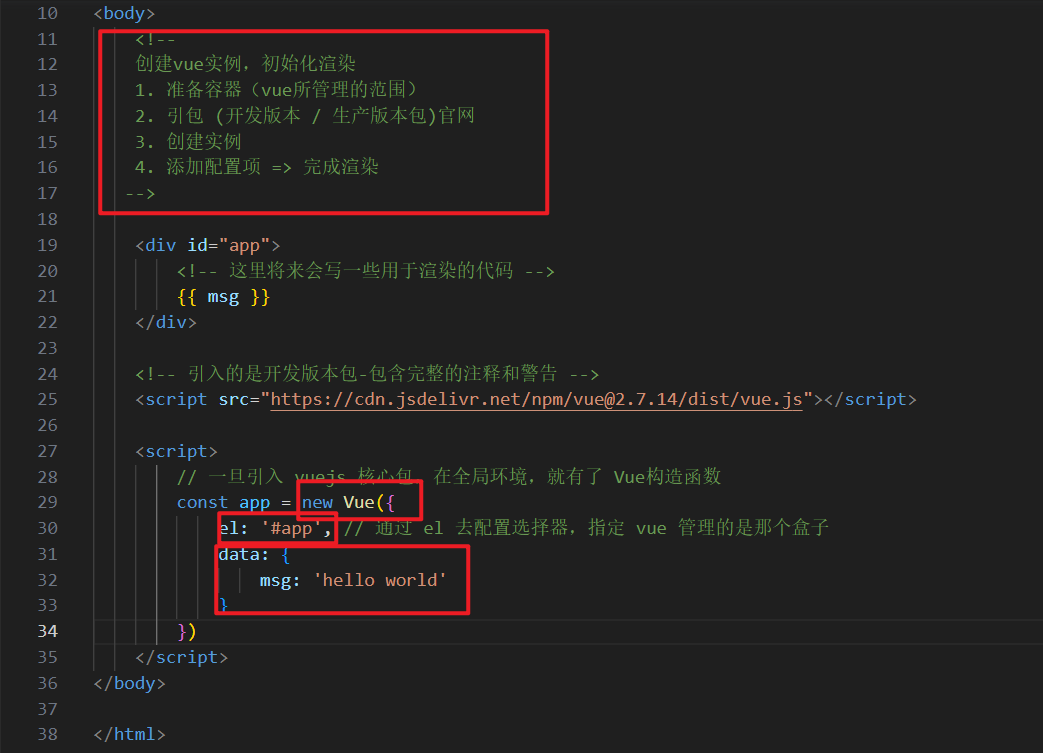 10 <body>
11 <!--
12 创建vue实例，初始化渲染
13 1. 准备容器（vue所管理的范围）
14 2. 引包 (开发版本 / 生产版本包)官网
15 3. 创建实例
16 4. 添加配置项 => 完成渲染
17 -->
18
19 <div id="app">
20 <!-- 这里将来会写一些用于渲染的代码 -->
21 {{ msg }}
22 </div>
23
24 <!-- 引入的是开发版本包-包含完整的注释和警告 -->
25 <script src="https://cdn.jsdelivr.net/npm/vue@2.7.14/dist/vue.js"></script>
26
27 <script>
28 // 一旦引入 vuejs 核心包，在全局环境，就有了 Vue构造函数
29 const app = new Vue({
30 el: '#app', // 通过 el 去配置选择器，指定 vue 管理的是那个盒子
31 data: {
32 msg: 'hello world'
33 }
34 })
35 </script>
36 </body>
37
38 </html>